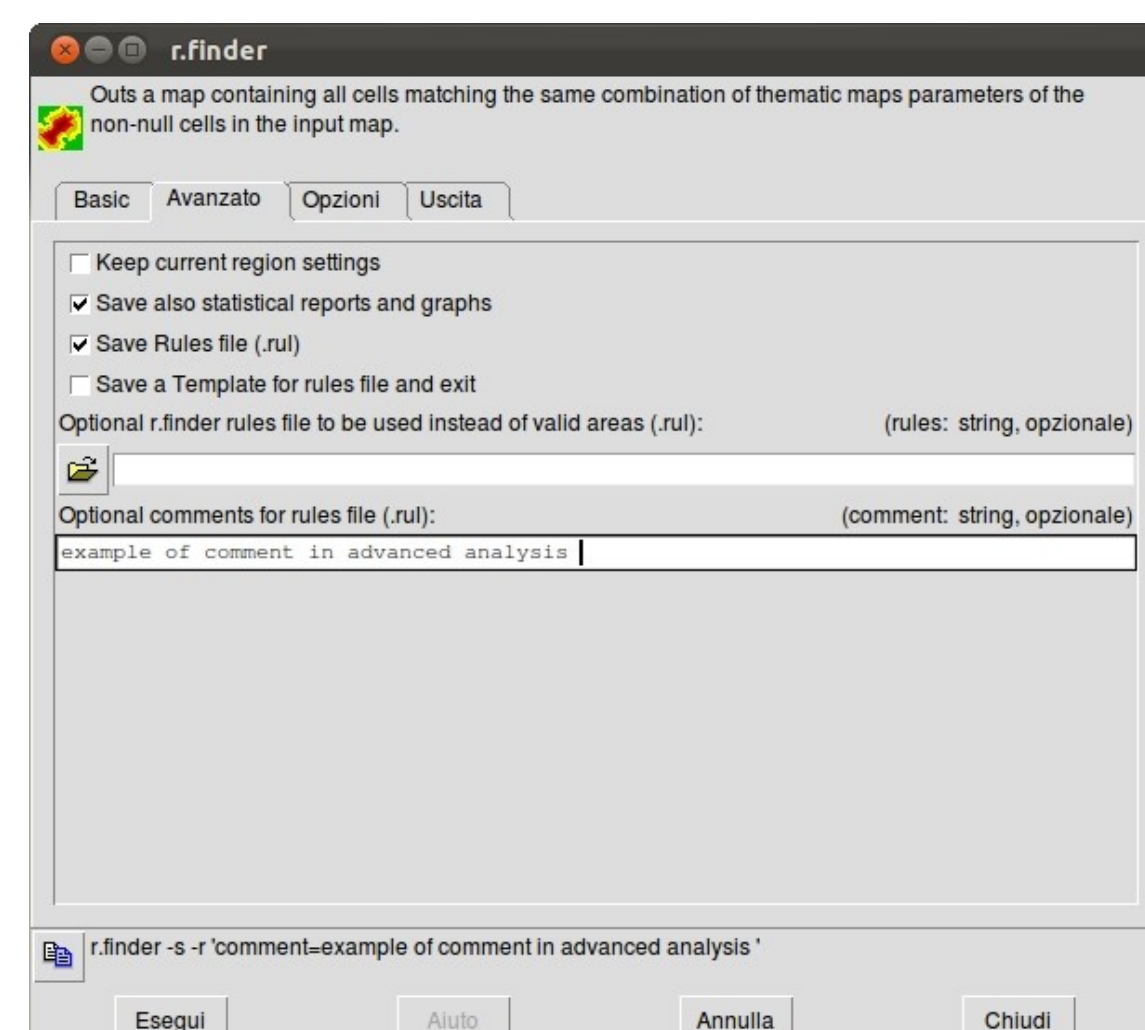 r.finder
Outs a map containing all cells matching the same combination of thematic maps parameters of the
non-null cells in the input map.
Basic Avanzato Opzioni Uscita
Keep current region settings
Save also statistical reports and graphs
Save Rules file (.rul)
Save a Template for rules file and exit
Optional r.finder rules file to be used instead of valid areas (.rul): (rules: string, opzionale)
Optional comments for rules file (.rul): (comment: string, opzionale)
example of comment in advanced analysis
r.finder -s -r 'comment=example of comment in advanced analysis '
Esegui Aiuto Annulla Chiudi